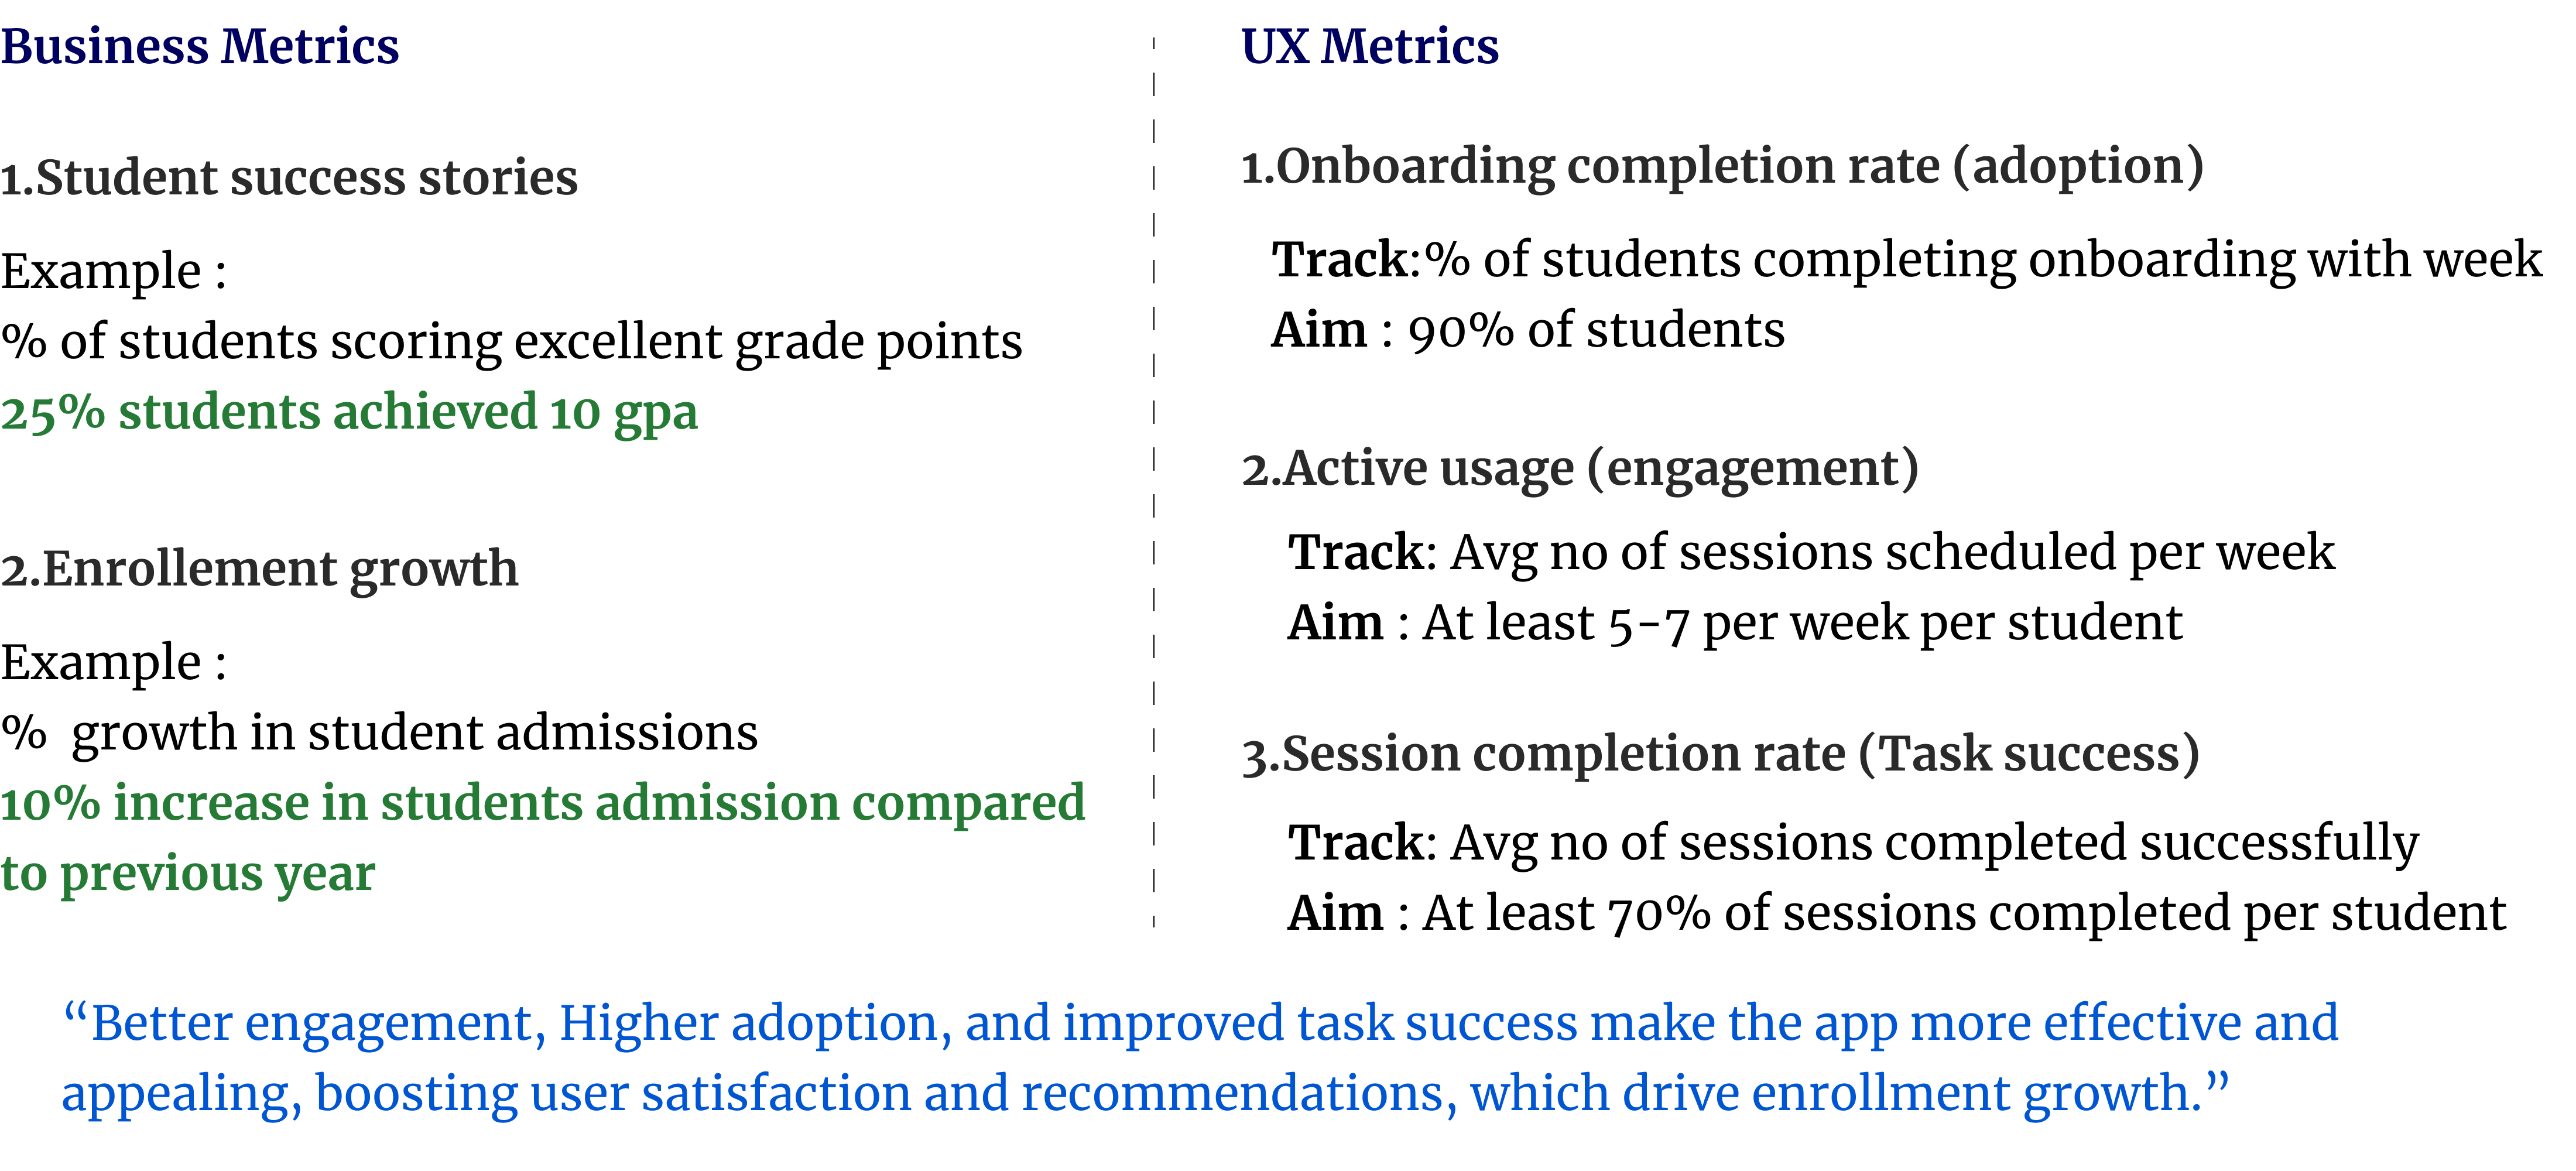 Business Metrics
1.Student success stories
Example :
% of students scoring excellent grade points
25% students achieved 10 gpa
2.Enrollement growth
Example :
%  growth in student admissions
10% increase in students admission compared
to previous year
UX Metrics
1.Onboarding completion rate (adoption)
Track:% of students completing onboarding with week
Aim : 90% of students
2.Active usage (engagement)
Track: Avg no of sessions scheduled per week
Aim : At least 5-7 per week per student
3.Session completion rate (Task success)
Track: Avg no of sessions completed successfully
Aim : At least 70% of sessions completed per student
“Better engagement, Higher adoption, and improved task success make the app more effective and
appealing, boosting user satisfaction and recommendations, which drive enrollment growth.”